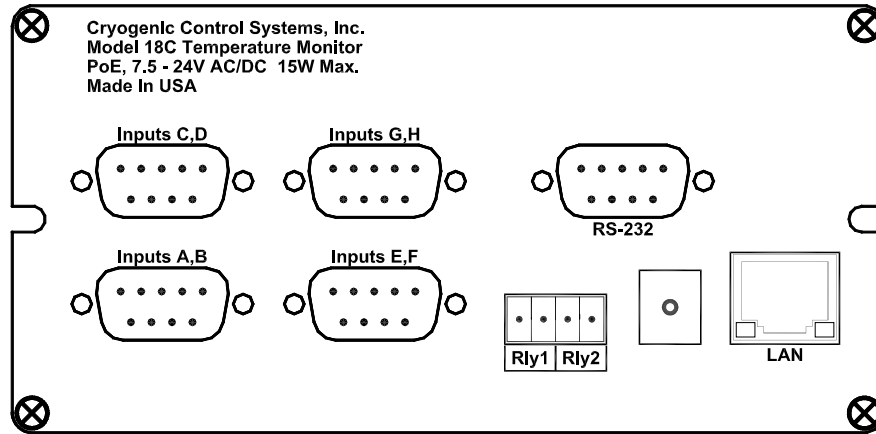 Cryogenic Control Systems, Inc.
Model 18C Temperature Monitor
PoE, 7.5 - 24V AC/DC 15W Max.
Made In USA
Inputs C,D
Inputs G,H
RS-232
Inputs A,B
Inputs E,F
Rly1
Rly2
LAN